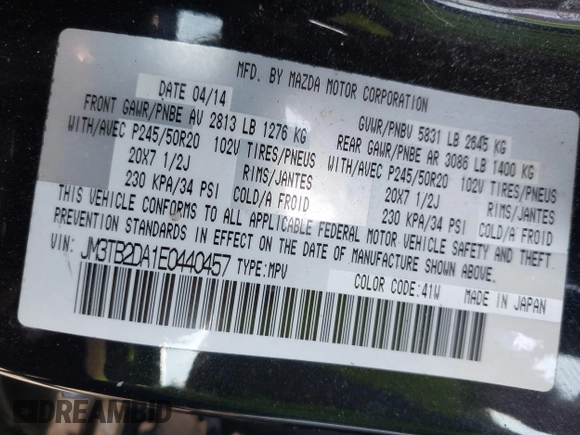 MFD. BY MAZDA MOTOR CORPORATION
DATE 04/14
GVWR/PNBV 5831 LB 2645 KG
FRONT GAWR/PNBE AV 2813 LB 1276 KG
REAR GAWR/PNBE AR 3086 LB 1400 KG
WITH/AVEC P245/50R20 102V TIRES/PNEUS
WITH/AVEC P245/50R20 102V TIRES/PNEUS
20X7 1/2J RIMS/JANTES
20X7 1/2J RIMS/JANTES
230 KPA/34 PSI COLD/A FROID
230 KPA/34 PSI COLD/A FROID
THIS VEHICLE CONFORMS TO ALL APPLICABLE FEDERAL MOTOR VEHICLE SAFETY AND THEFT
PREVENTION STANDARDS IN EFFECT ON THE DATE OF MANUFACTURE SHOWN ABOVE.
VIN: JM3TB2DA1E0440457 TYPE:MPV
COLOR CODE:41W MADE IN JAPAN
DREAMBID